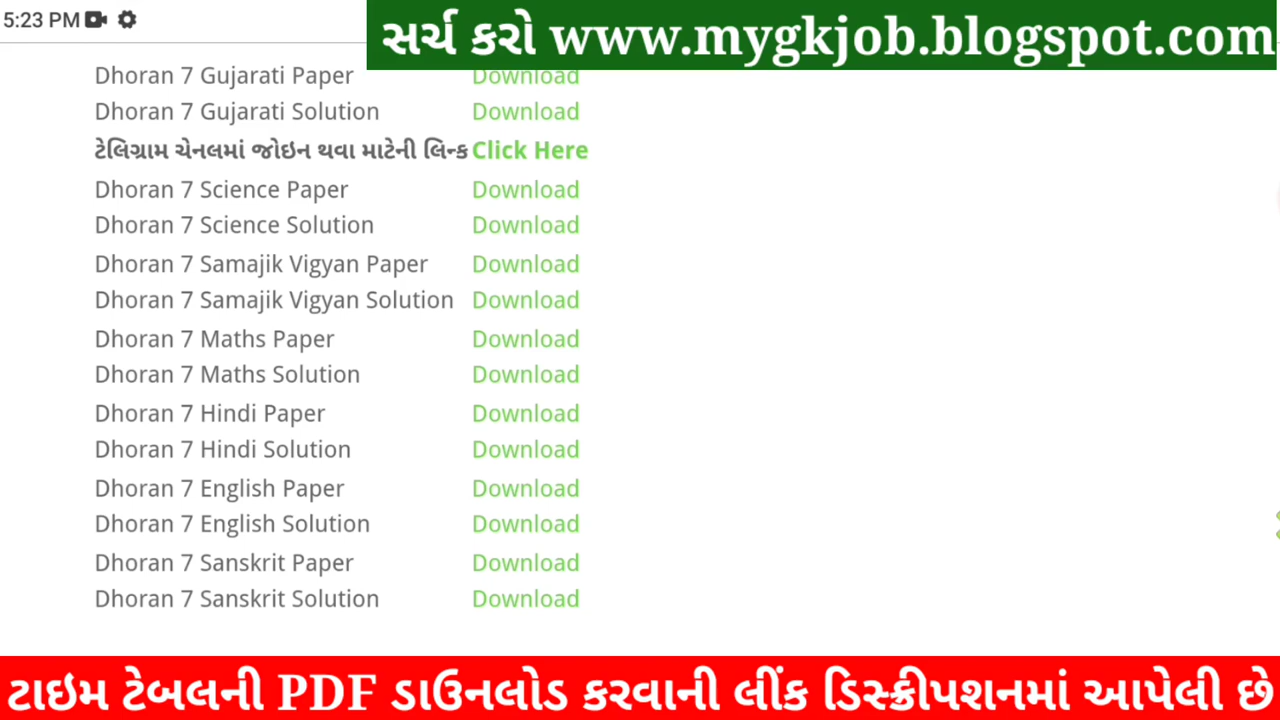 5:23 PM
સર્ચ કરો www.mygkjob.blogspot.com
Dhoran 7 Gujarati Paper Download
Dhoran 7 Gujarati Solution Download
ટેલિગ્રામ ચેનલમાં જોઇન થવા માટેની લિન્ક Click Here
Dhoran 7 Science Paper Download
Dhoran 7 Science Solution Download
Dhoran 7 Samajik Vigyan Paper Download
Dhoran 7 Samajik Vigyan Solution Download
Dhoran 7 Maths Paper Download
Dhoran 7 Maths Solution Download
Dhoran 7 Hindi Paper Download
Dhoran 7 Hindi Solution Download
Dhoran 7 English Paper Download
Dhoran 7 English Solution Download
Dhoran 7 Sanskrit Paper Download
Dhoran 7 Sanskrit Solution Download
ટાઇમ ટેબલની PDF ડાઉનલોડ કરવાની લીંક ડિસ્ક્રીપશનમાં આપેલી છે